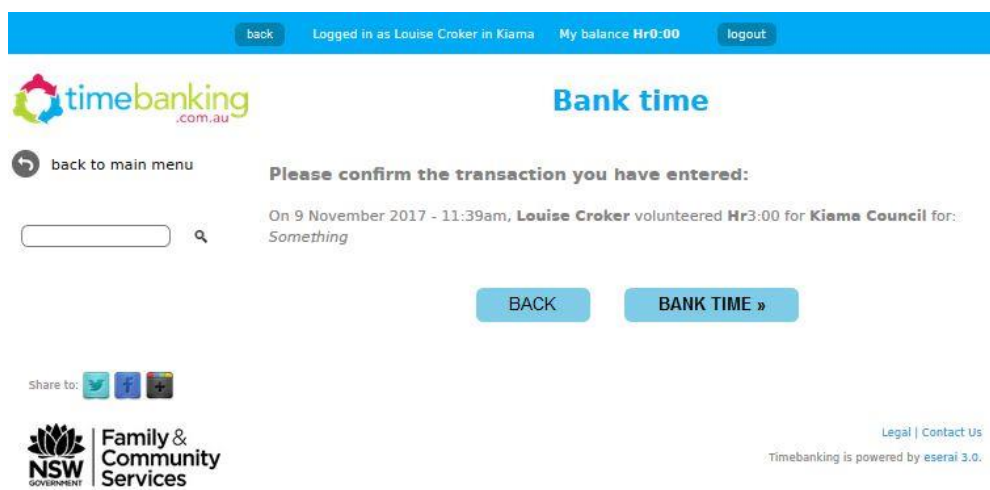 back Logged in as Louise Croker in Kiama My balance Hr0:00 logout
timebanking
.com.au
Bank time
back to main menu
Please confirm the transaction you have entered:
On 9 November 2017 - 11:39am, Louise Croker volunteered Hr3:00 for Kiama Council for:
Something
BACK BANK TIME »
Share to:
Family &
Community
Services
NSW
GOVERNMENT
Legal | Contact Us
Timebanking is powered by eserai 3.0.